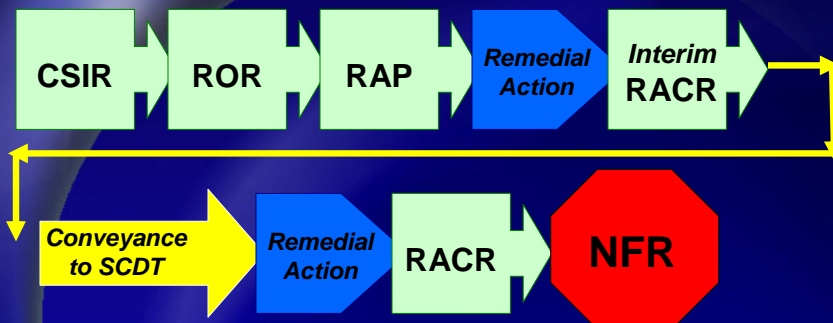 CSIR
ROR
RAP
Remedial
Action
Interim
RACR
Conveyance
to SCDT
Remedial
Action
RACR
NFR